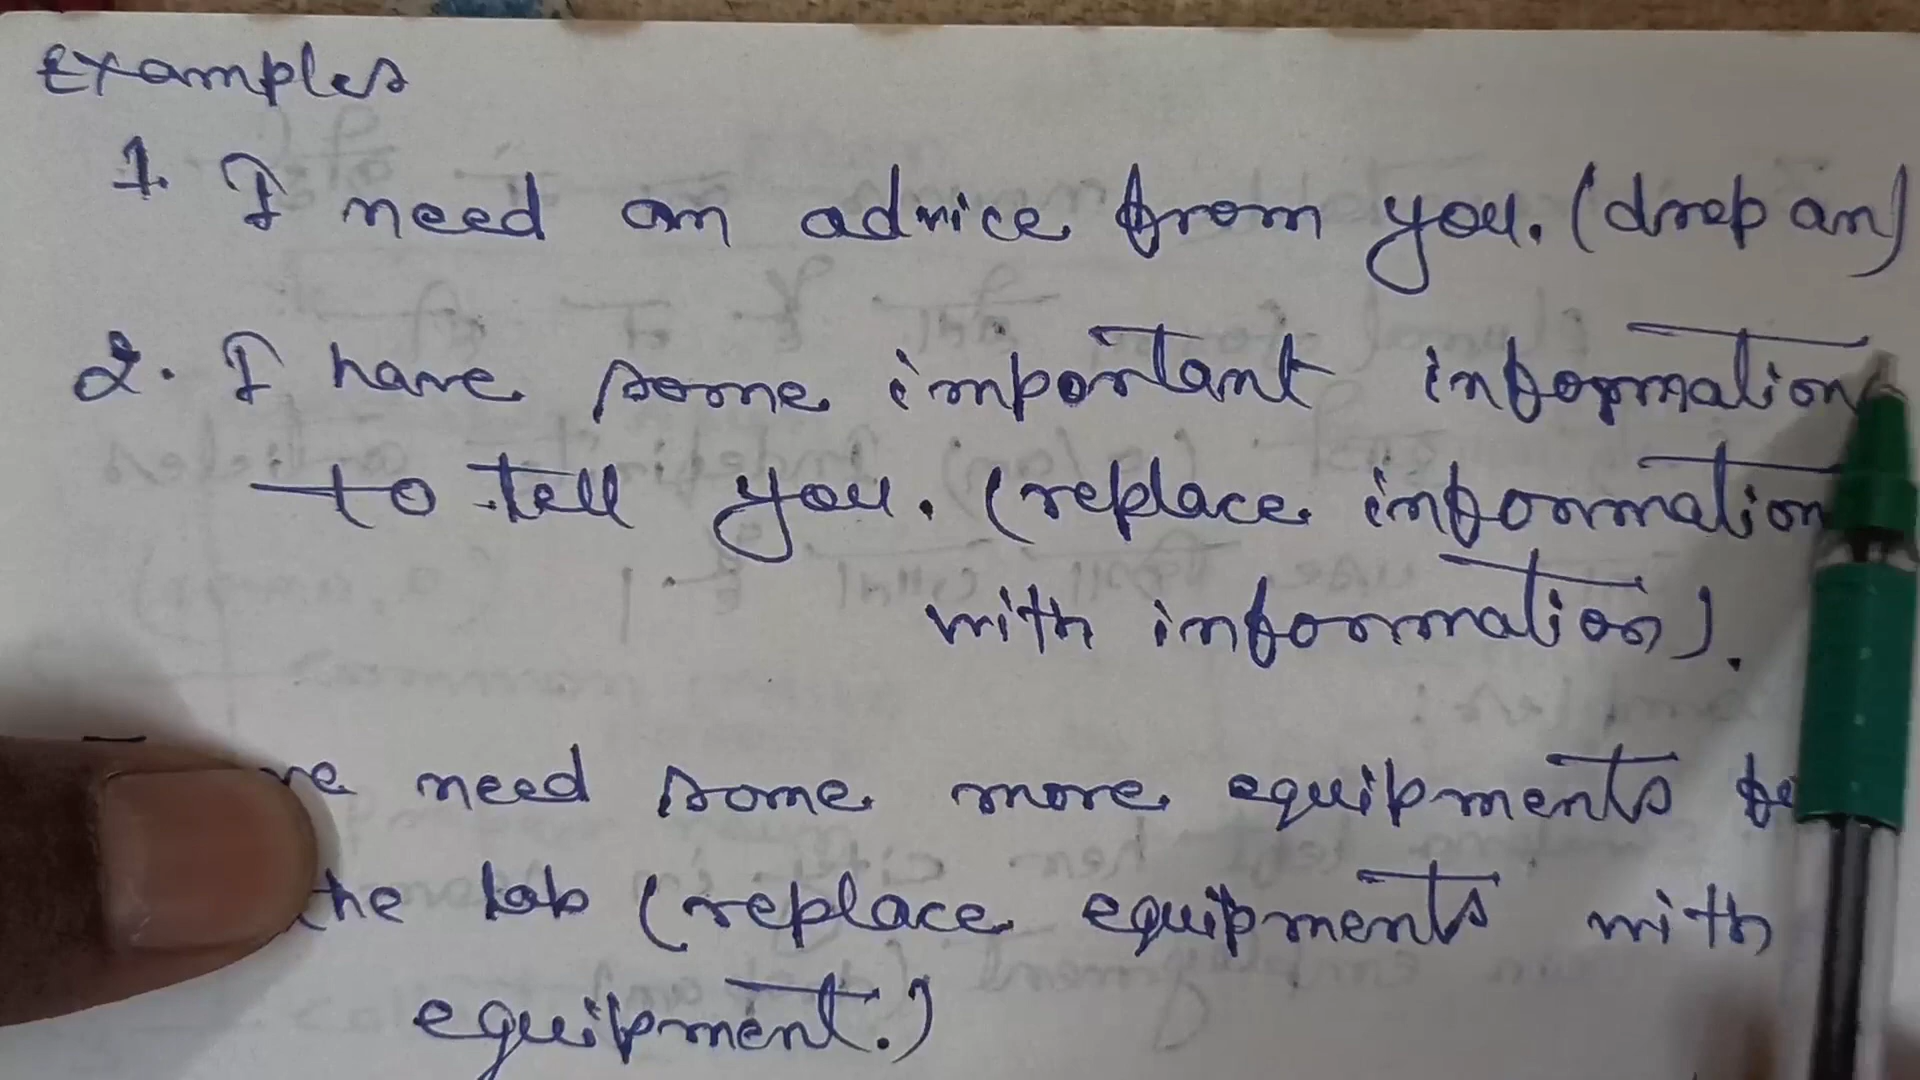 Examples
1. I need an advice from you. (drop an)
2. I have some important information
to tell you. (replace information
with information).
we need some more equipments
the lab (replace equipments with
equipment.)